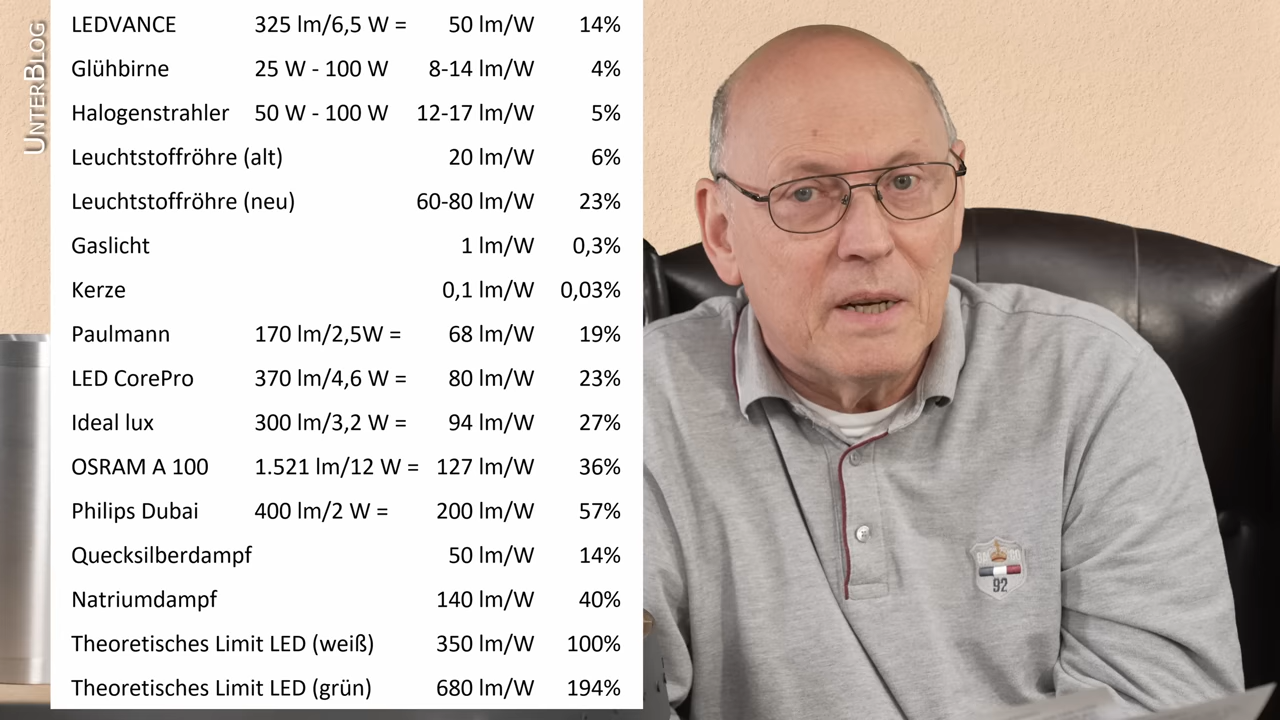 UNTERBLOG
LEDVANCE 325 lm/6,5 W = 50 lm/W 14%
Glühbirne 25 W - 100 W 8-14 lm/W 4%
Halogenstrahler 50 W - 100 W 12-17 lm/W 5%
Leuchtstoffröhre (alt) 20 lm/W 6%
Leuchtstoffröhre (neu) 60-80 lm/W 23%
Gaslicht 1 lm/W 0,3%
Kerze 0,1 lm/W 0,03%
Paulmann 170 lm/2,5W = 68 lm/W 19%
LED CorePro 370 lm/4,6 W = 80 lm/W 23%
Ideal lux 300 lm/3,2 W = 94 lm/W 27%
OSRAM A 100 1.521 lm/12 W = 127 lm/W 36%
Philips Dubai 400 lm/2 W = 200 lm/W 57%
Quecksilberdampf 50 lm/W 14%
Natriumdampf 140 lm/W 40%
Theoretisches Limit LED (weiß) 350 lm/W 100%
Theoretisches Limit LED (grün) 680 lm/W 194%
92